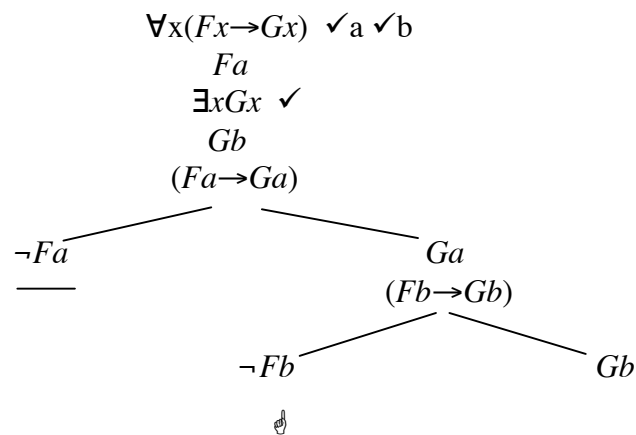 ∀x(Fx→Gx) ✓a ✓b
Fa
∃xGx ✓
Gb
(Fa→Ga)
¬Fa Ga
(Fb→Gb)
¬Fb Gb
☝